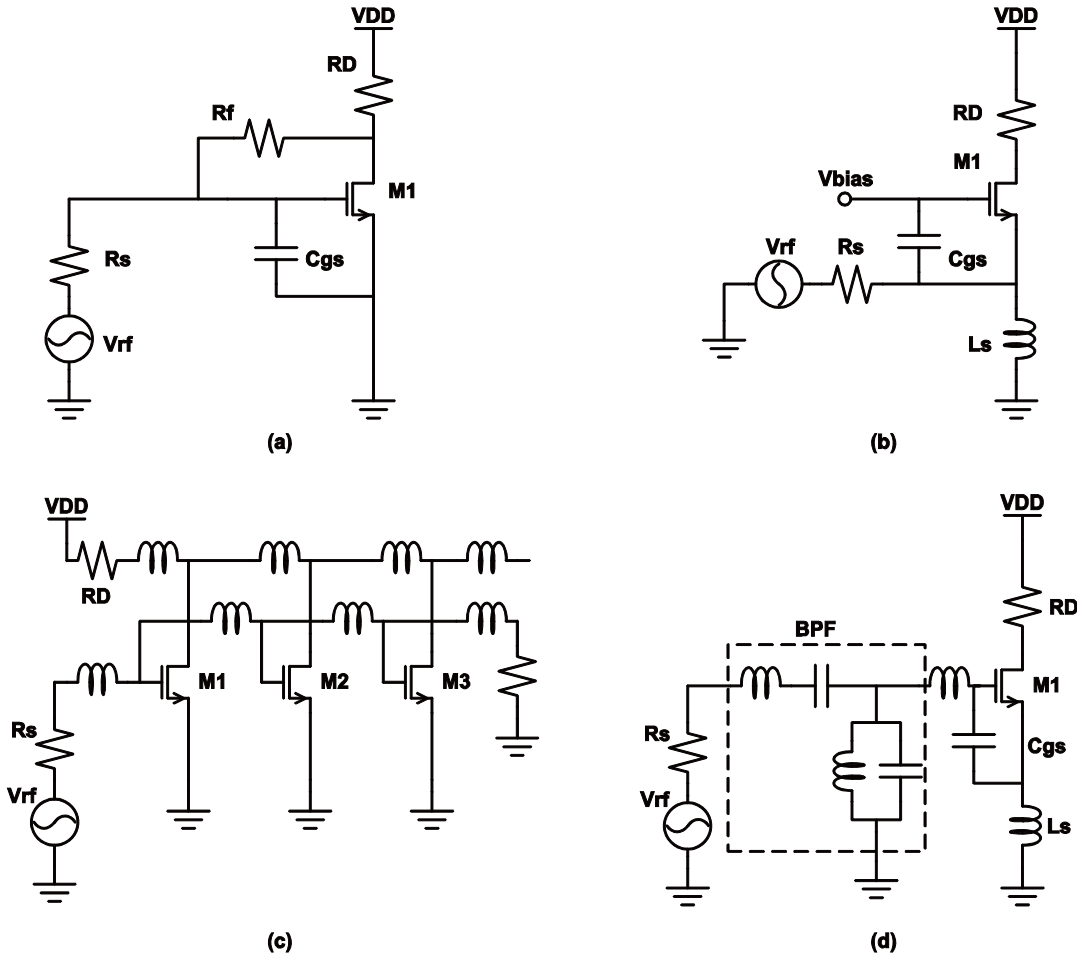 VDD
RD
Rf
M1
Rs
Cgs
Vrf
(a)
VDD
RD
M1
Vbias
Vrf
Rs
Cgs
Ls
(b)
VDD
RD
M1
M2
M3
Rs
Vrf
(c)
VDD
RD
BPF
M1
Rs
Cgs
Vrf
Ls
(d)